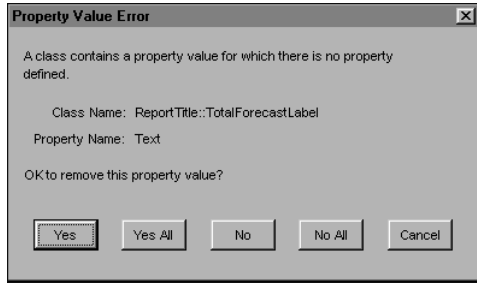 Property Value Error
A class contains a property value for which there is no property
defined.
Class Name: ReportTitle::TotalForecastLabel
Property Name: Text
OK to remove this property value?
Yes Yes All No No All Cancel